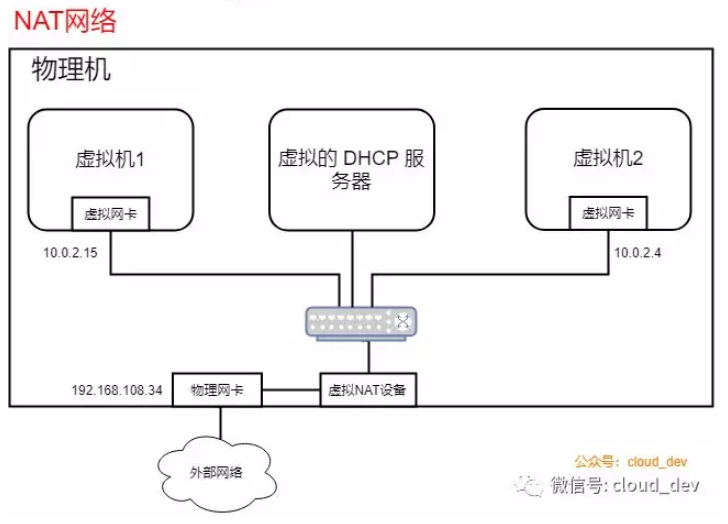 NAT网络
物理机
虚拟机1
虚拟的 DHCP 服
务器
虚拟机2
虚拟网卡
虚拟网卡
10.0.2.15
10.0.2.4
192.168.108.34
物理网卡
虚拟NAT设备
外部网络
公众号：cloud_dev
微信号: cloud_dev